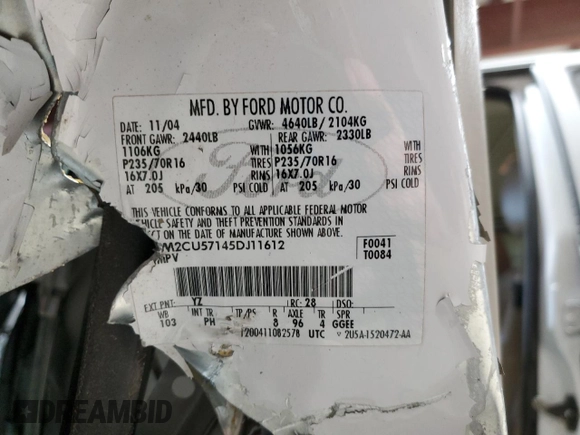 MFD. BY FORD MOTOR CO.
DATE: 11/04 GVWR: 4640LB/ 2104KG
FRONT GAWR: 2440LB REAR GAWR: 2330LB
1106KG WITH 1056KG WITH
P235/70R16 TIRES P235/70R16 TIRES
16X7.0J RIMS 16X7.0J RIMS
AT 205 kPa/30 PSI COLD AT 205 kPa/30 PSI COLD
THIS VEHICLE CONFORMS TO ALL APPLICABLE FEDERAL MOTOR
VEHICLE SAFETY AND THEFT PREVENTION STANDARDS IN
ON THE DATE OF MANUFACTURE SHOWN ABOVE.
M2CU57145DJ11612 F0041
MPV T0084
EXT PNT: YZ RC: 28 DSO:
WB INT TR TP/PS R AXLE TR SPR
103 PH 8 96 4 GGEE
UTC 2U5A-1520472-AA
Ford
DREAMBID